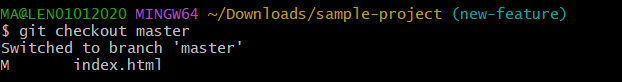 MA@LEN01012020 MINGW64 ~/Downloads/sample-project (new-feature)
$ git checkout master
Switched to branch 'master'
M       index.html